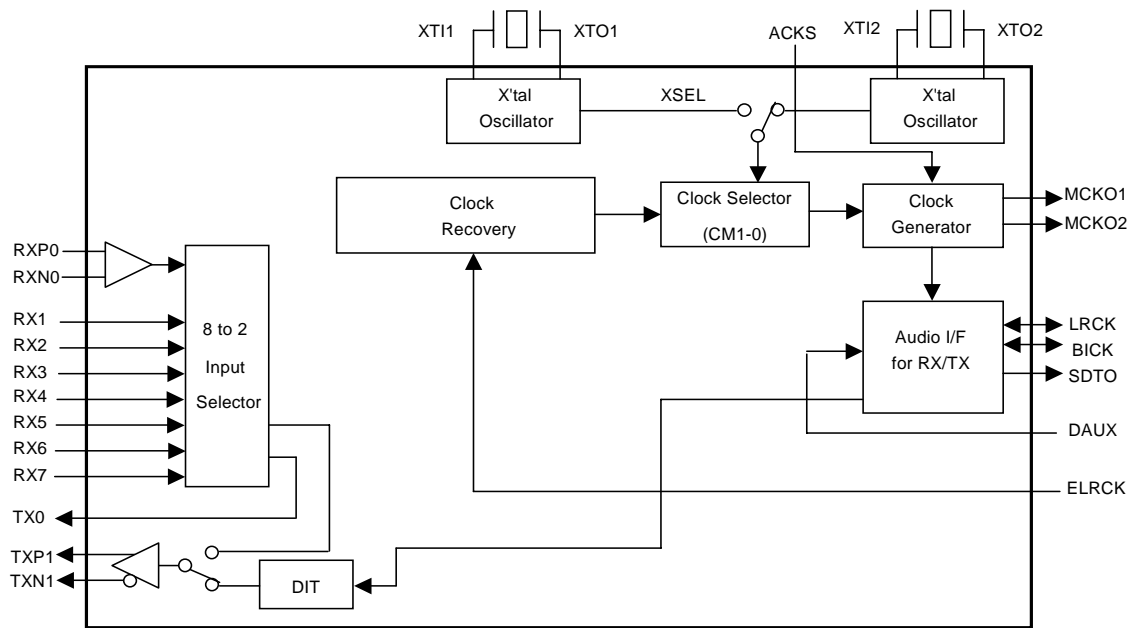 XTI1
XTO1
ACKS
XTI2
XTO2
X'tal
Oscillator
XSEL
X'tal
Oscillator
Clock
Recovery
Clock Selector
(CM1-0)
Clock
Generator
MCKO1
MCKO2
RXP0
RXN0
RX1
RX2
RX3
RX4
RX5
RX6
RX7
8 to 2
Input
Selector
Audio I/F
for RX/TX
LRCK
BICK
SDTO
DAUX
ELRCK
TX0
TXP1
TXN1
DIT